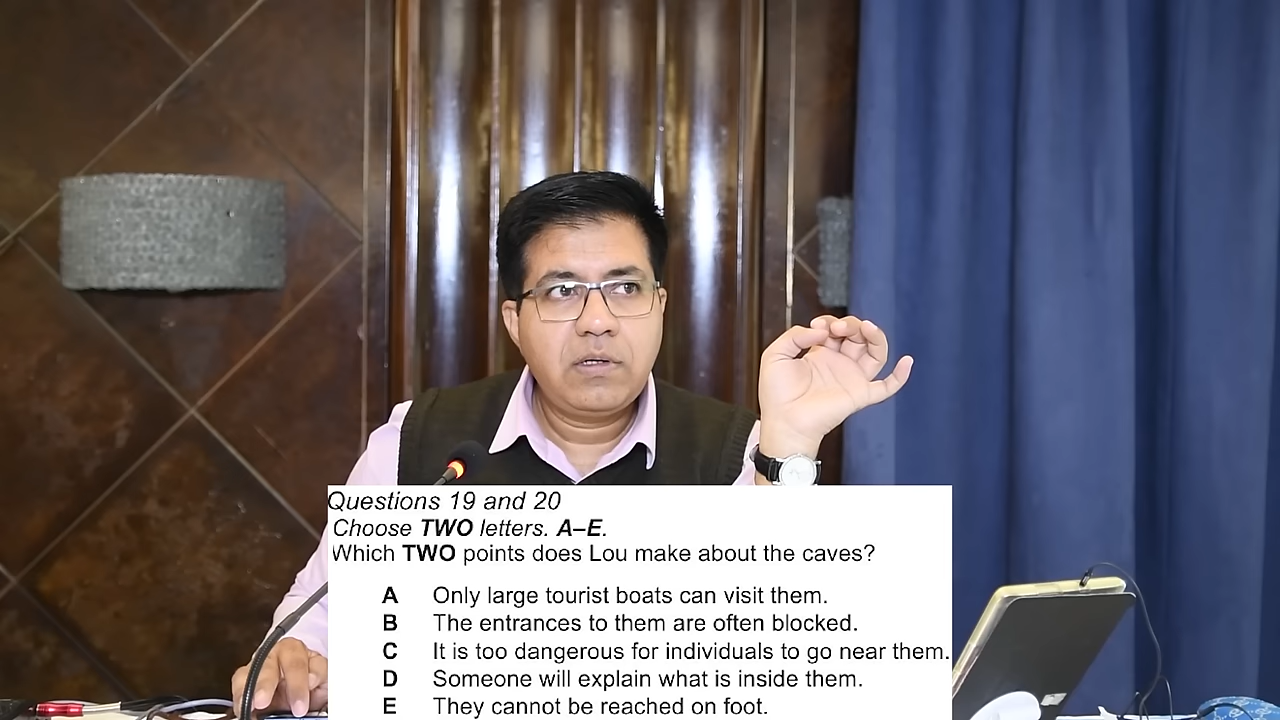 Questions 19 and 20
Choose TWO letters. A–E.
Which TWO points does Lou make about the caves?
A Only large tourist boats can visit them.
B The entrances to them are often blocked.
C It is too dangerous for individuals to go near them.
D Someone will explain what is inside them.
E They cannot be reached on foot.